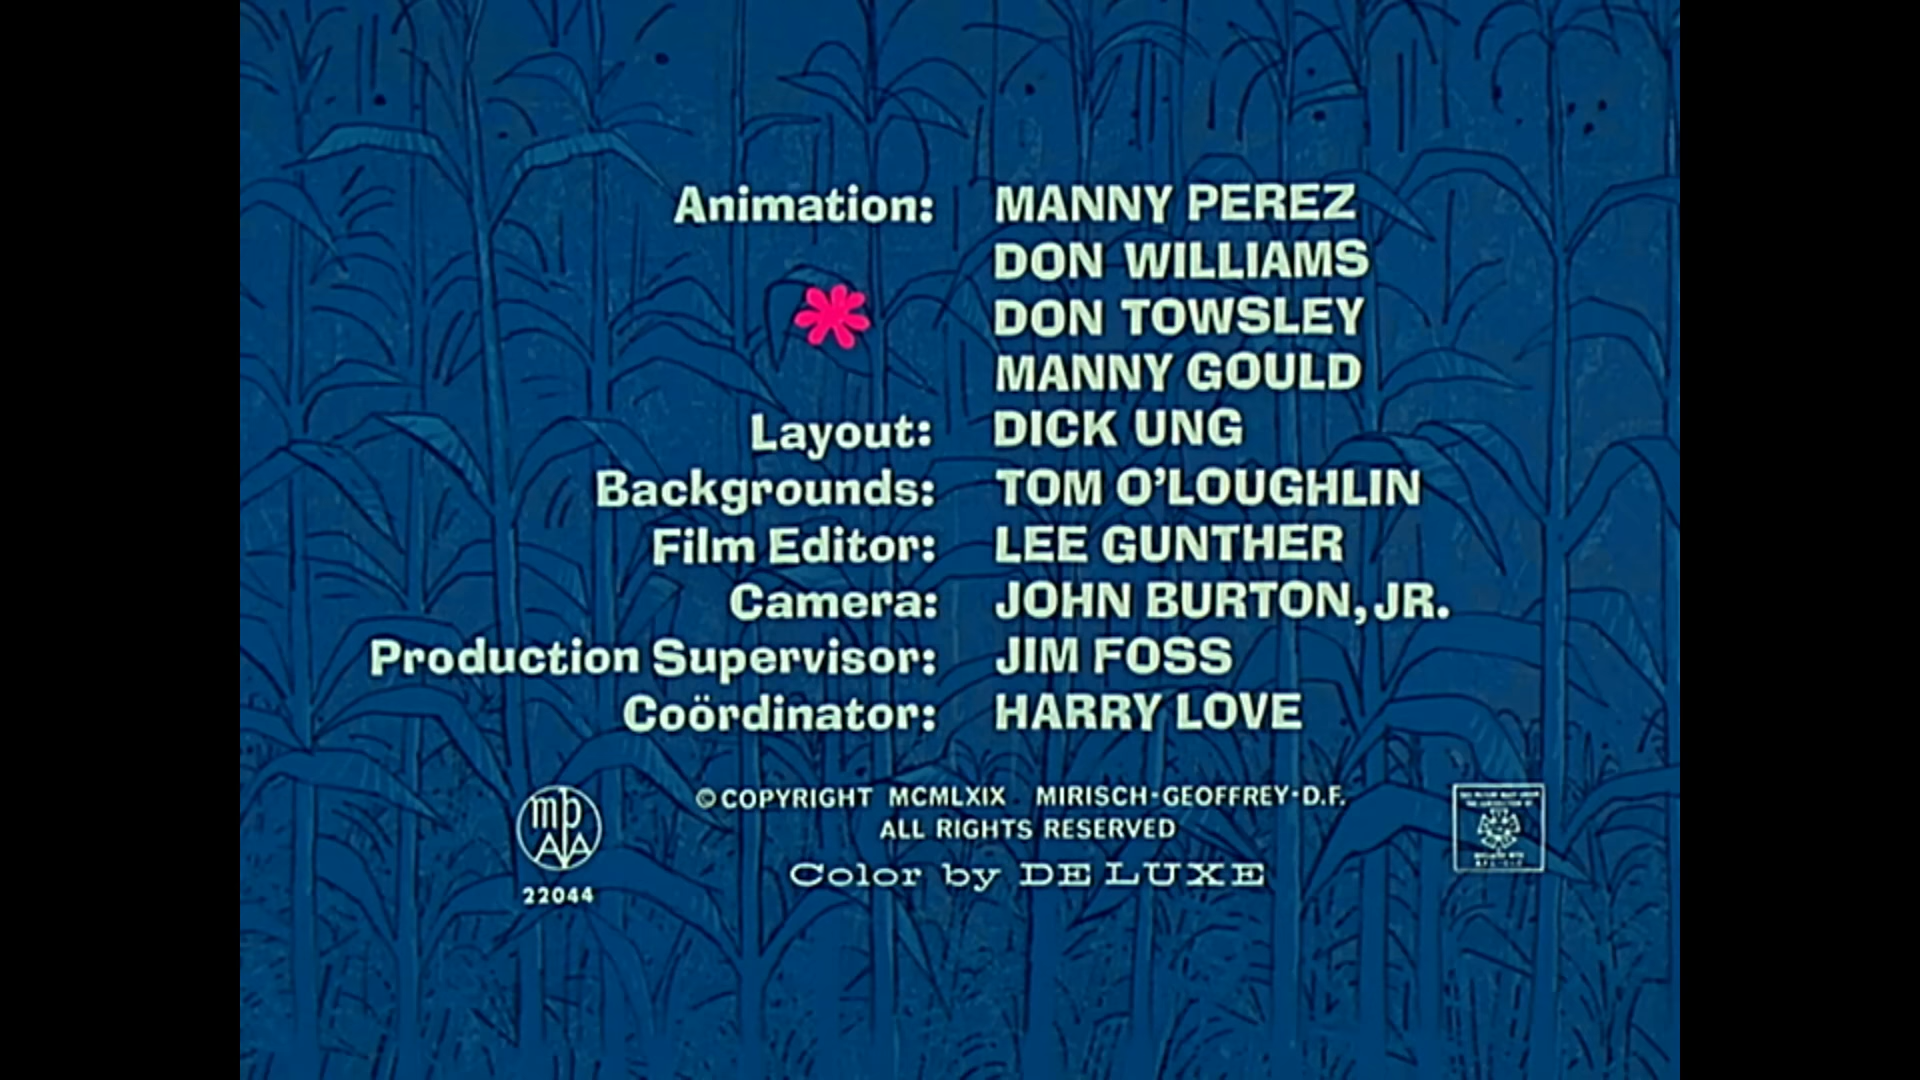 Animation: MANNY PEREZ
DON WILLIAMS
DON TOWSLEY
MANNY GOULD
Layout: DICK UNG
Backgrounds: TOM O'LOUGHLIN
Film Editor: LEE GUNTHER
Camera: JOHN BURTON, JR.
Production Supervisor: JIM FOSS
Coördinator: HARRY LOVE
©COPYRIGHT MCMLXIX MIRISCH-GEOFFREY-D.F.
ALL RIGHTS RESERVED
Color by DE LUXE
mpAA
22044